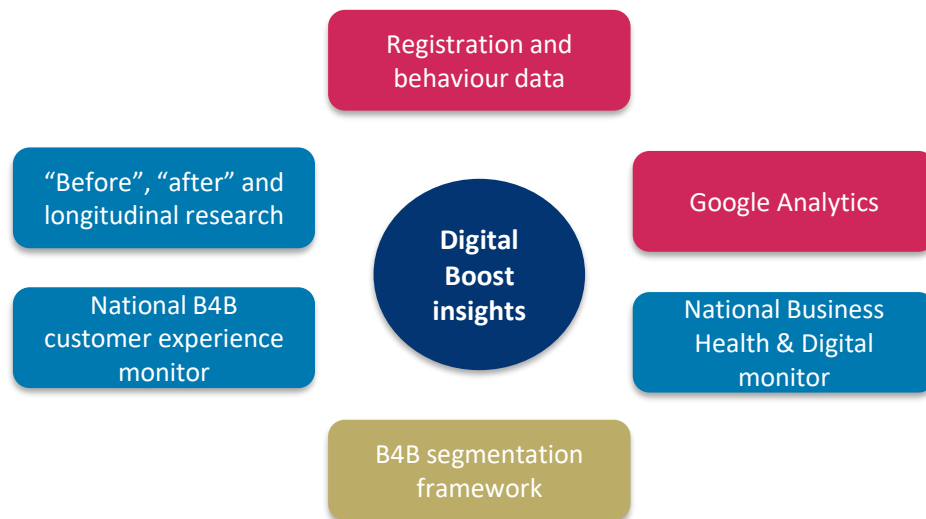 Registration and
behaviour data
“Before”, “after” and
longitudinal research
Google Analytics
Digital
Boost
insights
National B4B
customer experience
monitor
National Business
Health & Digital
monitor
B4B segmentation
framework